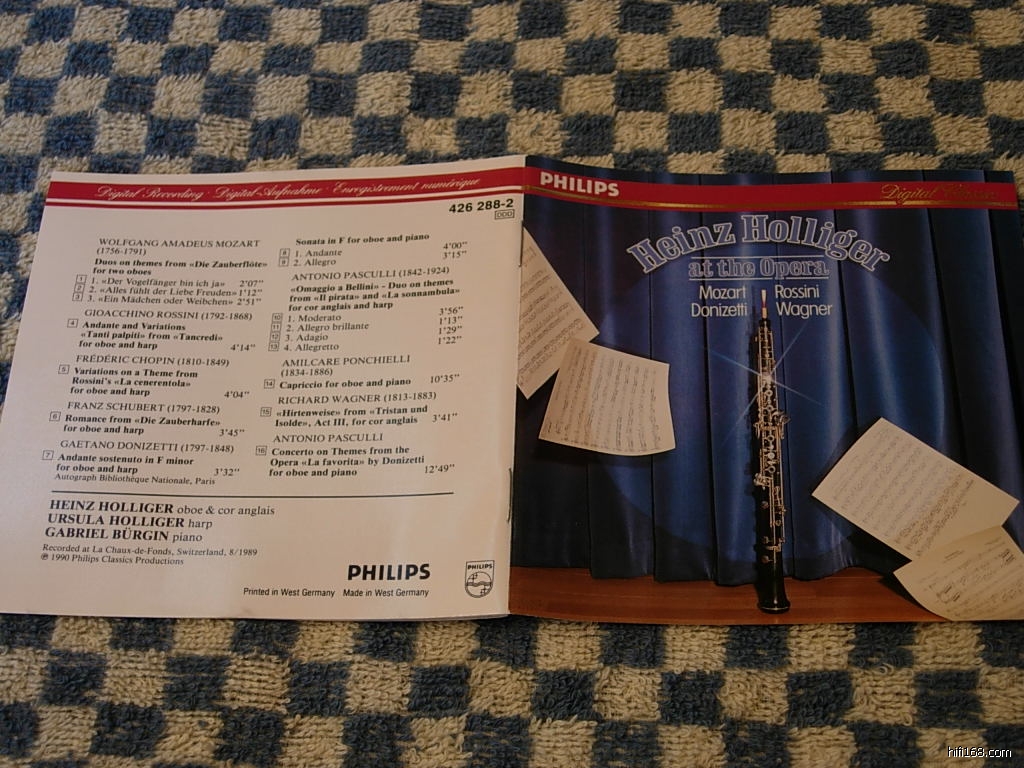 Digital Recording · Digital-Aufnahme · Enregistrement numérique
426 288-2
DDD
WOLFGANG AMADEUS MOZART
(1756-1791)
Duos on themes from «Die Zauberflöte»
for two oboes
1 1. «Der Vogelfänger bin ich ja» 2'07"
2 2. «Alles fühlt der Liebe Freuden» 1'12"
3 3. «Ein Mädchen oder Weibchen» 2'51"
GIOACCHINO ROSSINI (1792-1868)
4 Andante and Variations
«Tanti palpiti» from «Tancredi»
for oboe and harp 4'14"
FRÉDÉRIC CHOPIN (1810-1849)
5 Variations on a Theme from
Rossini's «La cenerentola»
for oboe and harp 4'04"
FRANZ SCHUBERT (1797-1828)
6 Romance from «Die Zauberharfe»
for oboe and harp 3'45"
GAETANO DONIZETTI (1797-1848)
7 Andante sostenuto in F minor
for oboe and harp 3'32"
Autograph Bibliothèque Nationale, Paris
Sonata in F for oboe and piano
8 1. Andante 4'00"
9 2. Allegro 3'15"
ANTONIO PASCULLI (1842-1924)
«Omaggio a Bellini» - Duo on themes
from «Il pirata» and «La sonnambula»
for cor anglais and harp
10 1. Moderato 3'56"
11 2. Allegro brillante 1'13"
12 3. Adagio 1'29"
13 4. Allegretto 1'22"
AMILCARE PONCHIELLI
(1834-1886)
14 Capriccio for oboe and piano 10'35"
RICHARD WAGNER (1813-1883)
15 «Hirtenweise» from «Tristan und
Isolde», Act III, for cor anglais 3'41"
ANTONIO PASCULLI
16 Concerto on Themes from the
Opera «La favorita» by Donizetti
for oboe and piano 12'49"
HEINZ HOLLIGER oboe & cor anglais
URSULA HOLLIGER harp
GABRIEL BÜRGIN piano
Recorded at La Chaux-de-Fonds, Switzerland, 8/1989
℗ 1990 Philips Classics Productions
PHILIPS
Printed in West Germany Made in West Germany
PHILIPS
PHILIPS
Digital Classics
Heinz Holliger
at the Opera
Mozart Rossini
Donizetti Wagner
hifi168.com